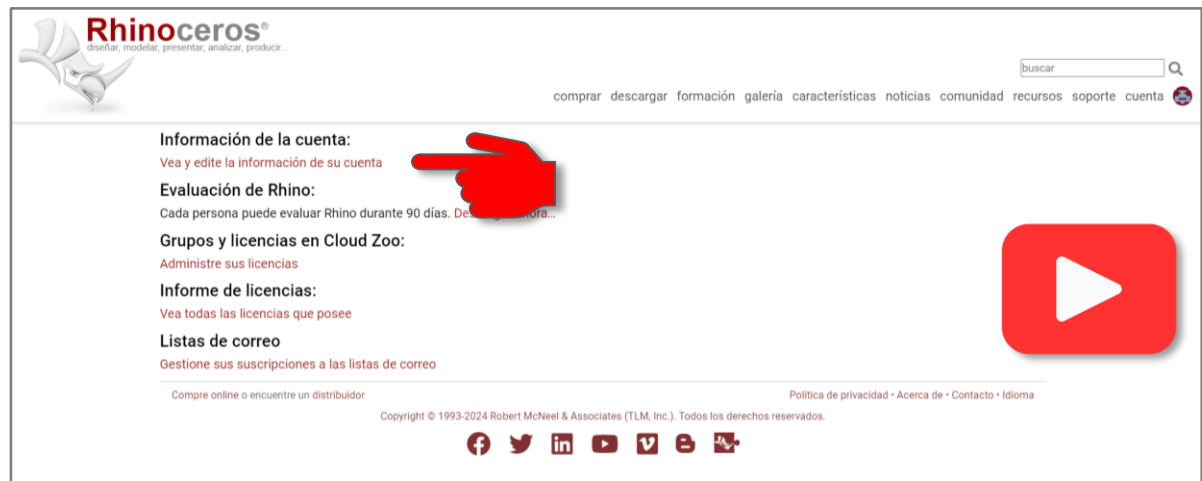 Rhinoceros®
diseñar, modelar, presentar, analizar, producir...
buscar
comprar descargar formación galería características noticias comunidad recursos soporte cuenta
Información de la cuenta:
Vea y edite la información de su cuenta
Evaluación de Rhino:
Cada persona puede evaluar Rhino durante 90 días.
Grupos y licencias en Cloud Zoo:
Administre sus licencias
Informe de licencias:
Vea todas las licencias que posee
Listas de correo
Gestione sus suscripciones a las listas de correo
Compre online o encuentre un distribuidor
Política de privacidad • Acerca de • Contacto • Idioma
Copyright © 1993-2024 Robert McNeel & Associates (TLM, Inc.). Todos los derechos reservados.